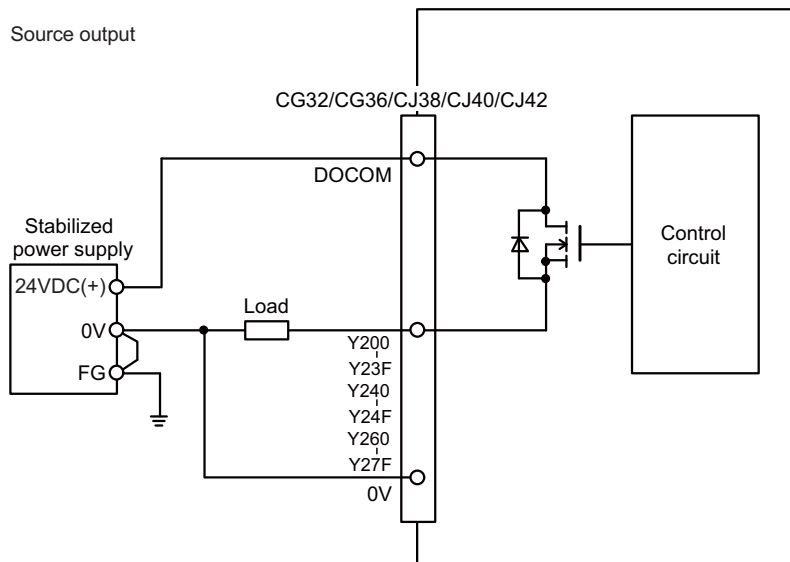 Source output
CG32/CG36/CJ38/CJ40/CJ42
DOCOM
Stabilized
power supply
24VDC(+)
0V
FG
Load
Y200
Y23F
Y240
Y24F
Y260
Y27F
0V
Control
circuit